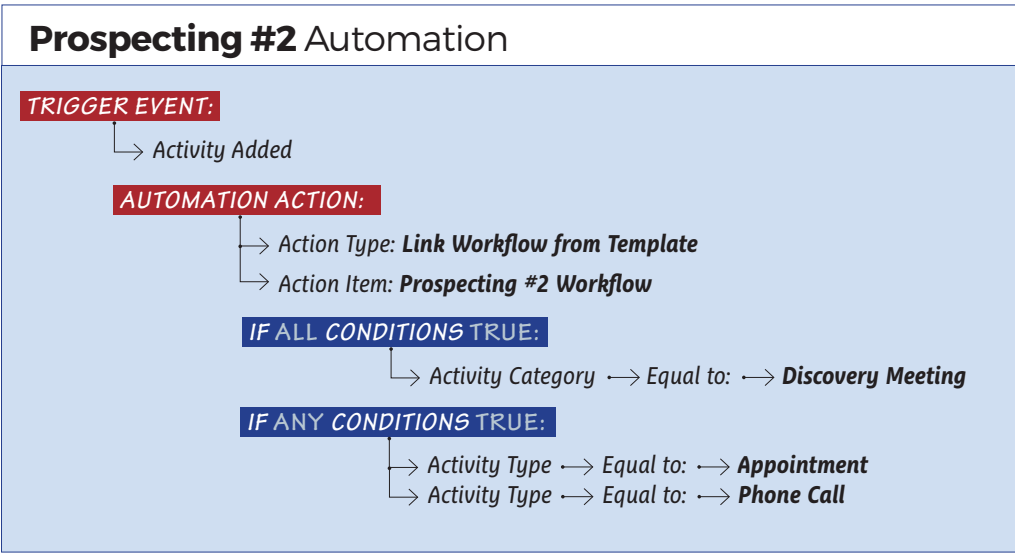 Prospecting #2 Automation
TRIGGER EVENT:
Activity Added
AUTOMATION ACTION:
Action Type: Link Workflow from Template
Action Item: Prospecting #2 Workflow
IF ALL CONDITIONS TRUE:
Activity Category Equal to: Discovery Meeting
IF ANY CONDITIONS TRUE:
Activity Type Equal to: Appointment
Activity Type Equal to: Phone Call